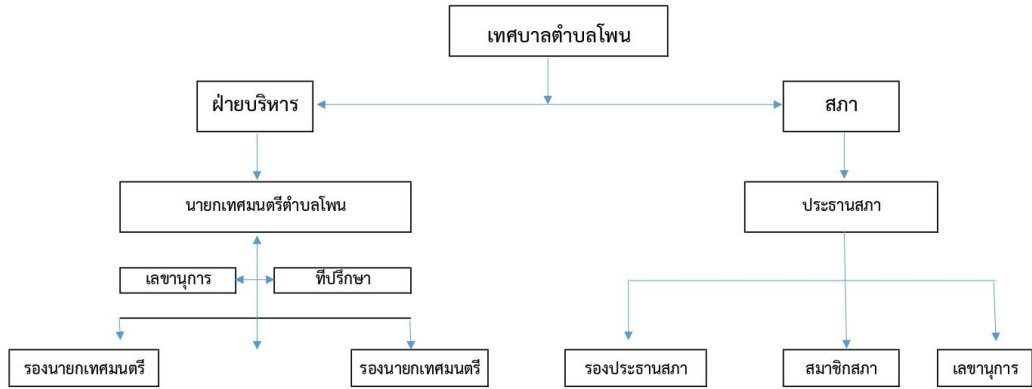 เทศบาลตำบลโพน
ฝ่ายบริหาร
สภา
นายกเทศมนตรีตำบลโพน
ประธานสภา
เลขานุการ
ที่ปรึกษา
รองนายกเทศมนตรี
รองนายกเทศมนตรี
รองประธานสภา
สมาชิกสภา
เลขานุการ